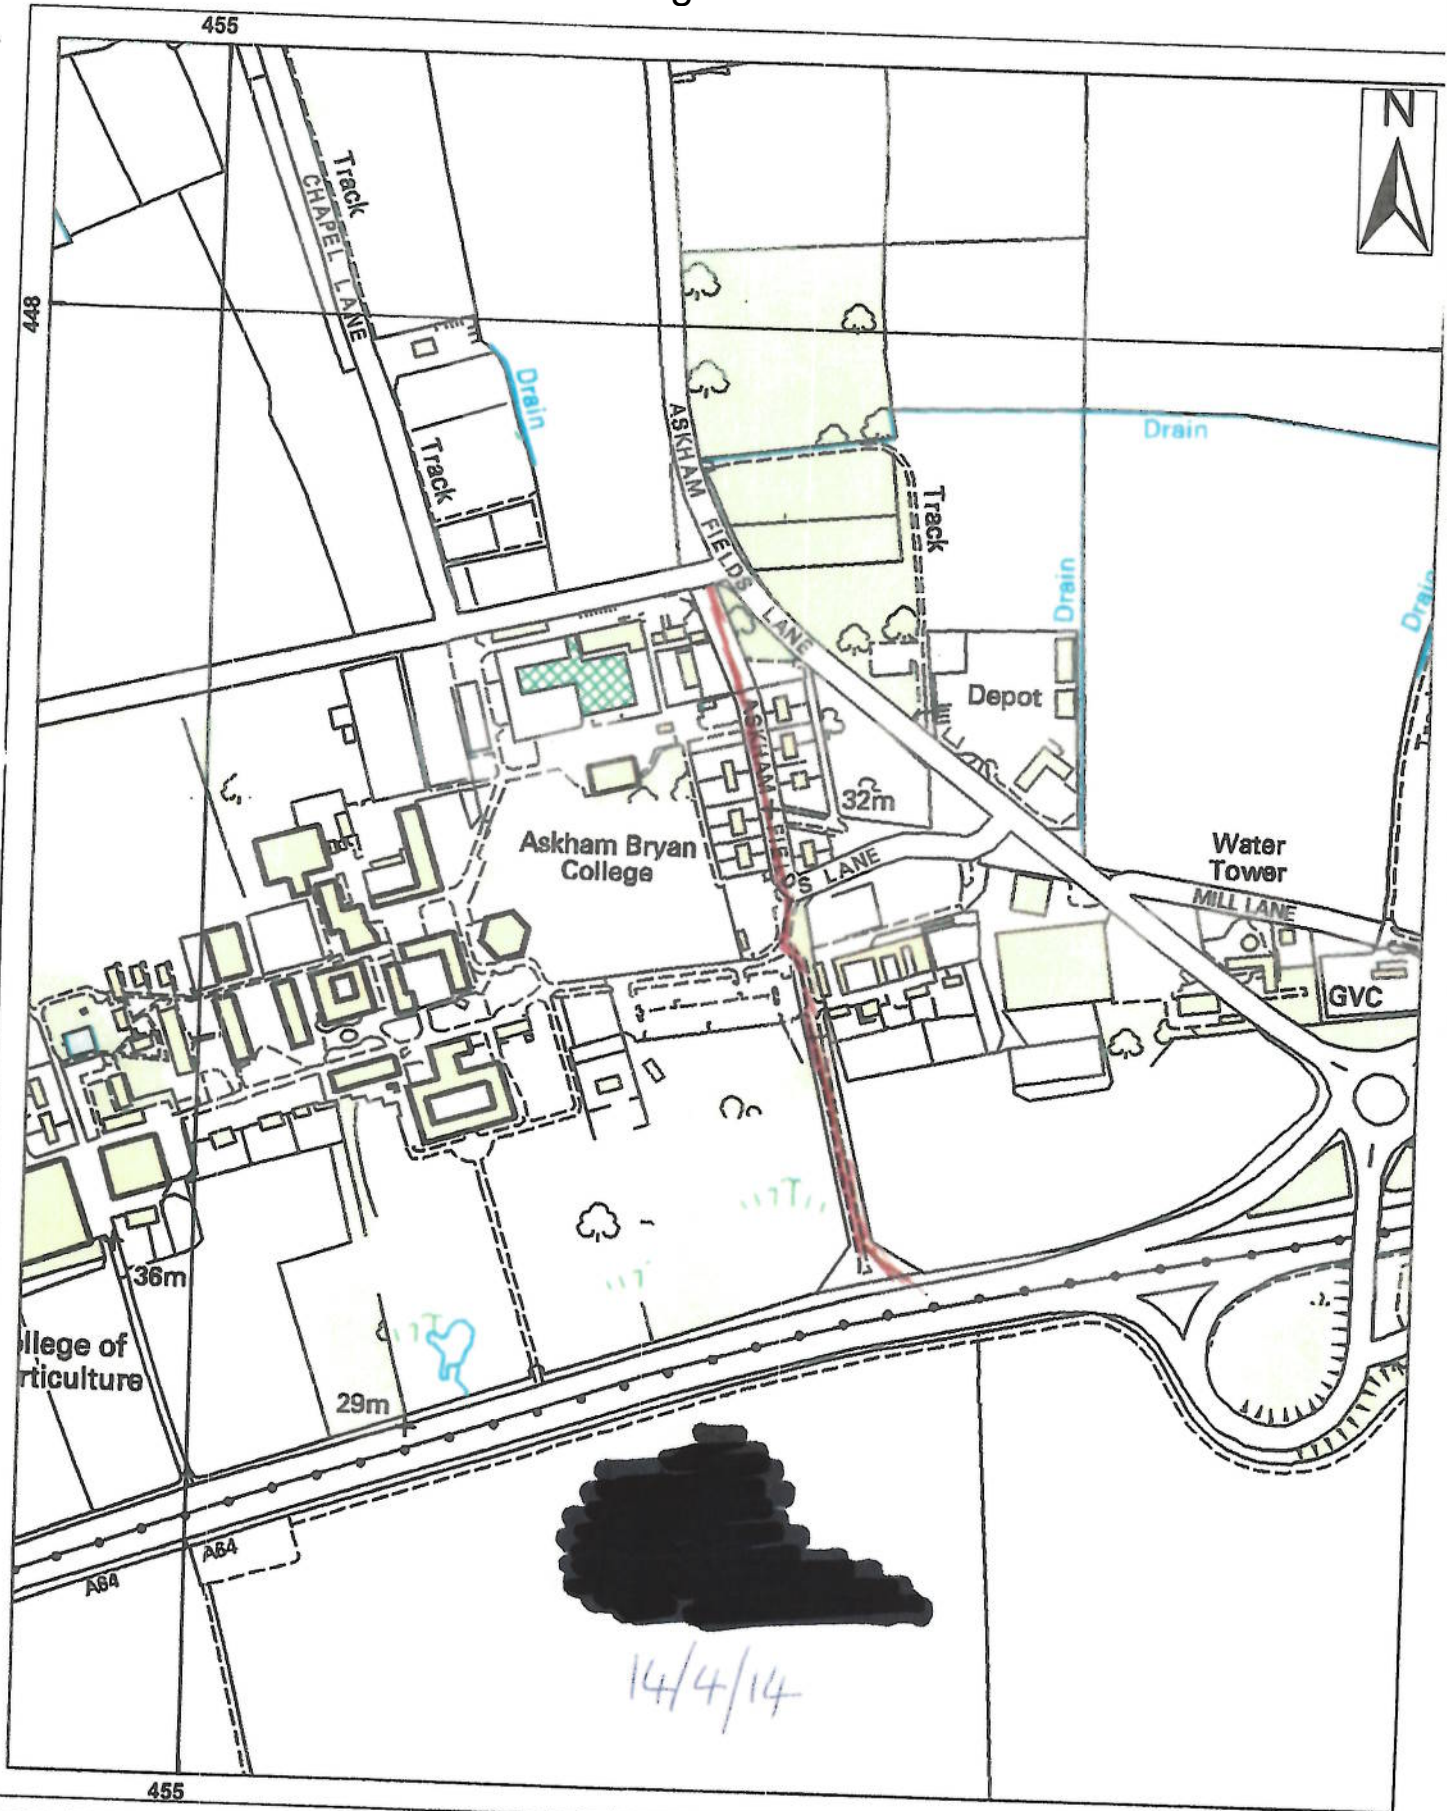 455
N
Track
CHAPEL LANE
448
Drain
Track
ASKHAM FIELDS LANE
Drain
Track
Drain
Drain
Depot
ASKHAM FIELDS LANE
32m
Askham Bryan
College
Water
Tower
MILL LANE
GVC
36m
llege of
rticulture
29m
A64
A64
14/4/14
455